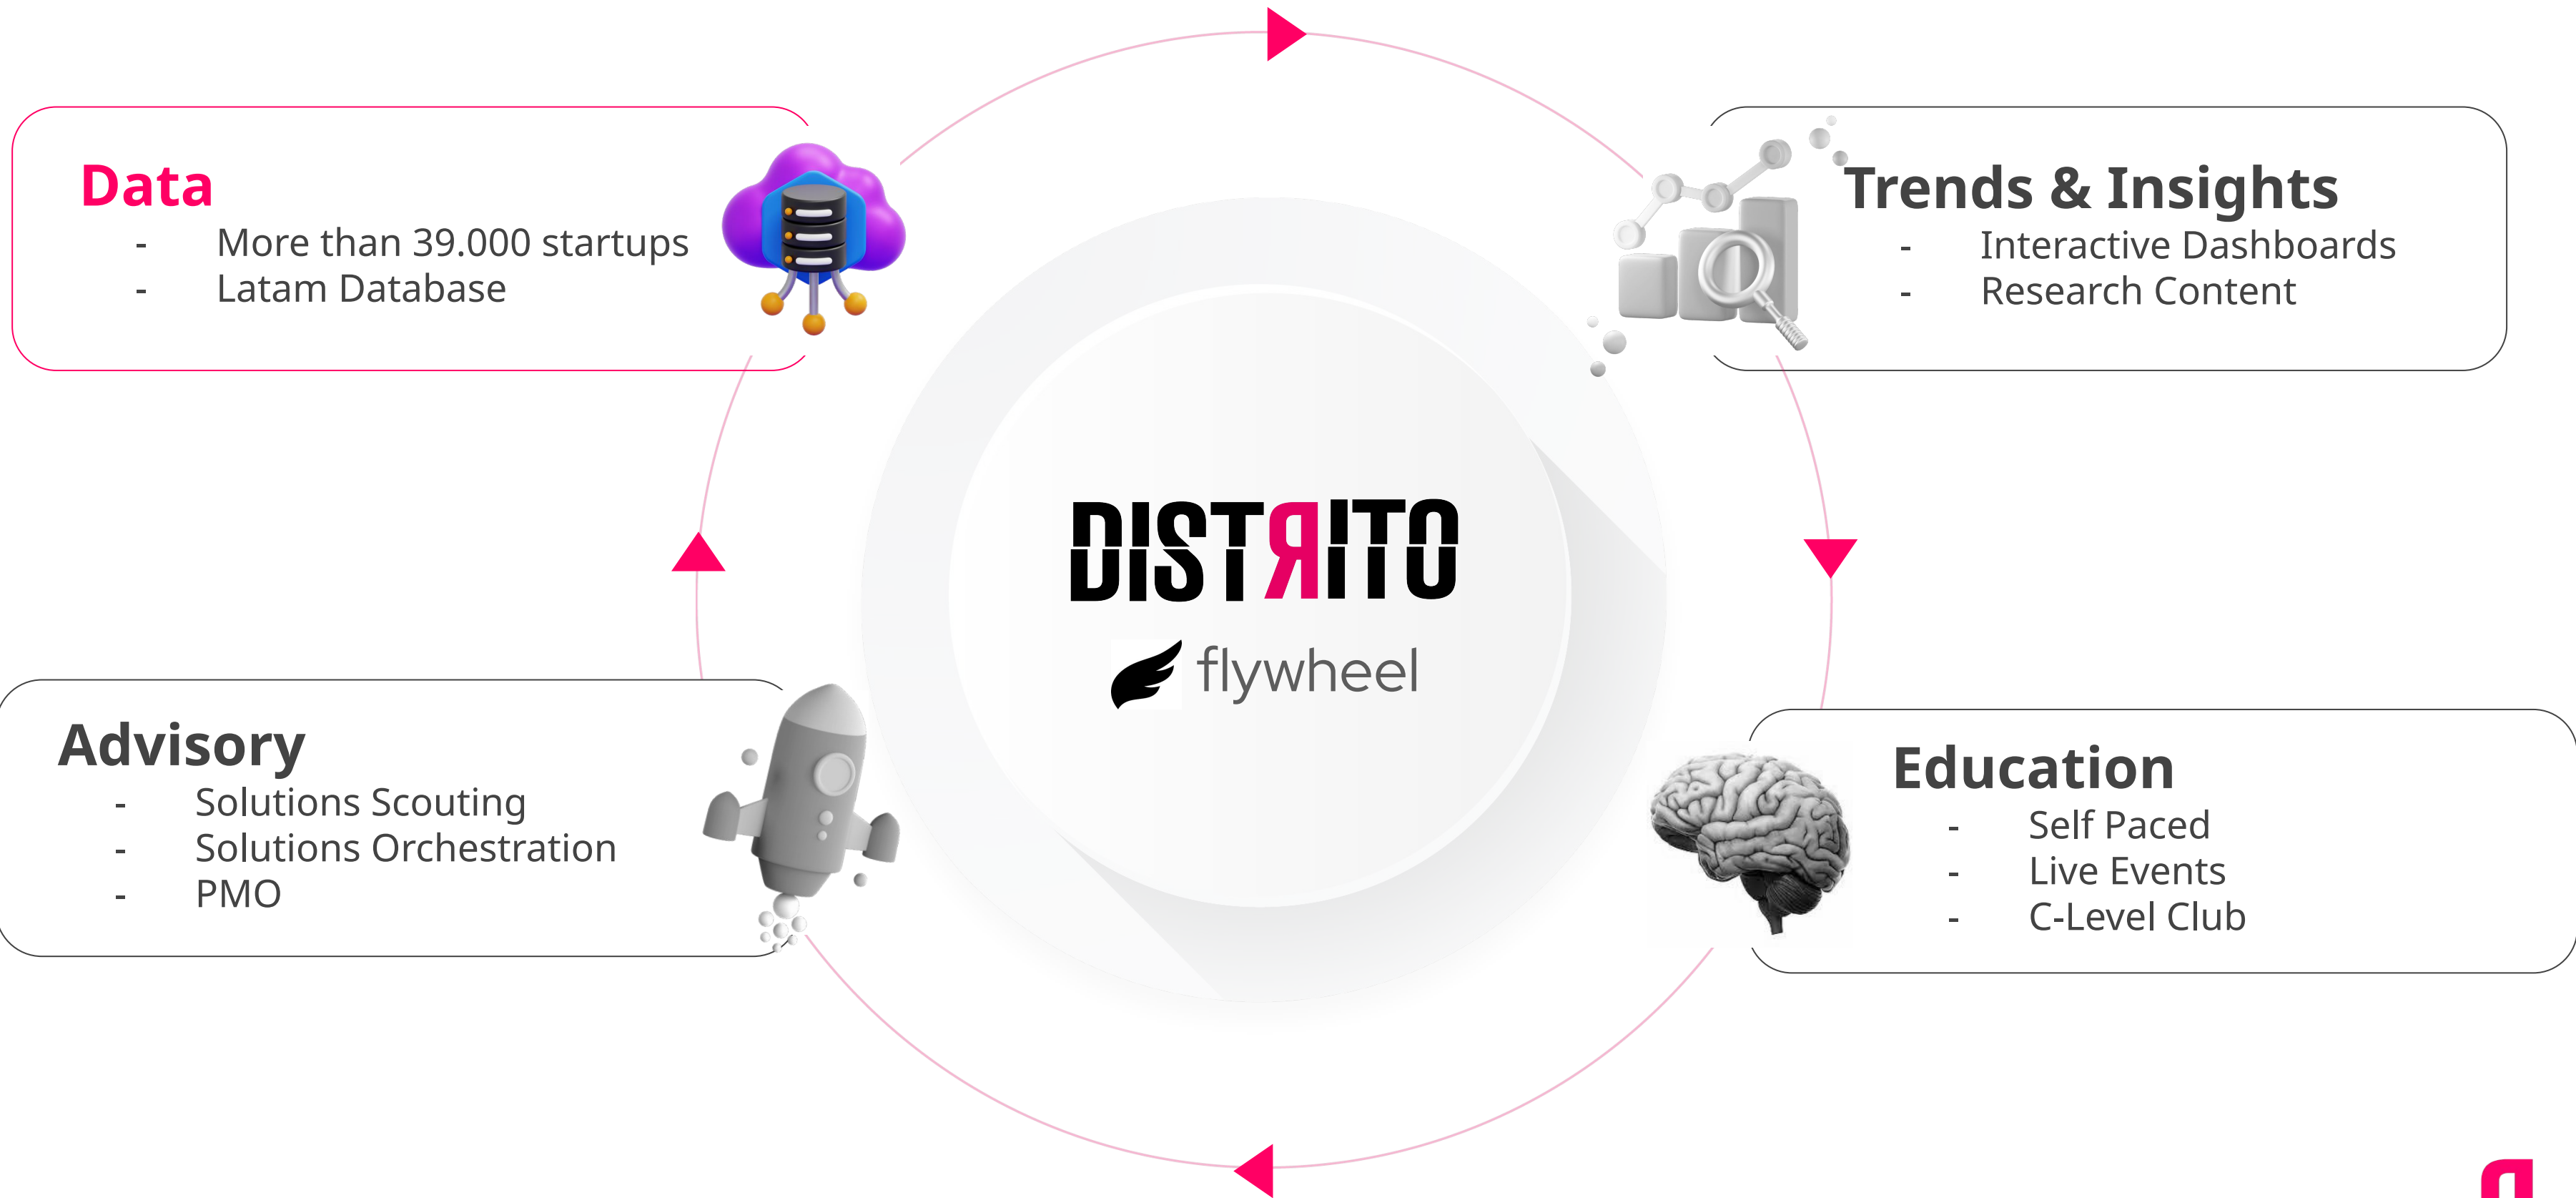 Data
- More than 39.000 startups
- Latam Database
Trends & Insights
- Interactive Dashboards
- Research Content
DISTЯITO
flywheel
Advisory
- Solutions Scouting
- Solutions Orchestration
- PMO
Education
- Self Paced
- Live Events
- C-Level Club